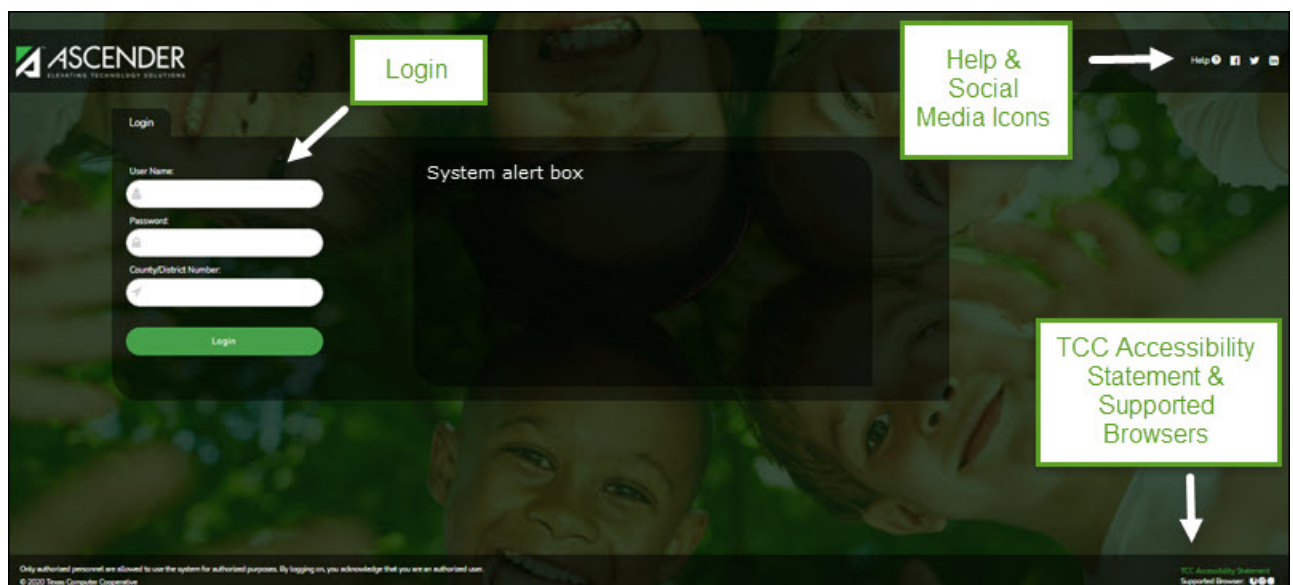 ASCENDER
ELEVATING TECHNOLOGY SOLUTIONS
Login
Help &
Social
Media Icons
Help
Login
User Name:
Password:
County/District Number:
Login
System alert box
TCC Accessibility
Statement &
Supported
Browsers
Only authorized personnel are allowed to use the system for authorized purposes. By logging on, you acknowledge that you are an authorized user.
© 2020 Texas Computer Cooperative
TCC Accessibility Statement
Supported Browser: